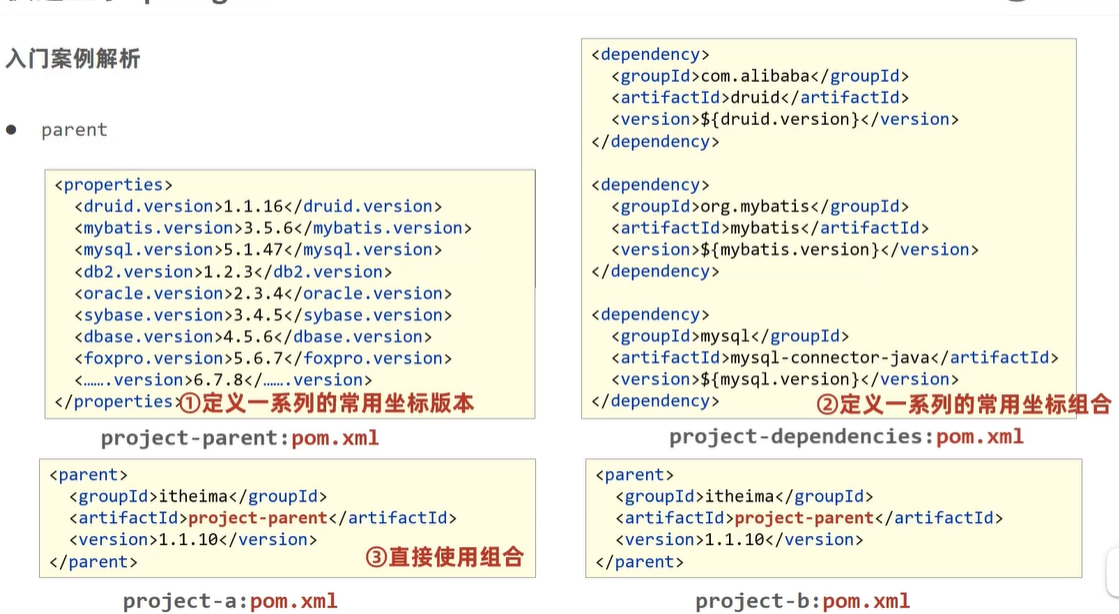 入门案例解析
parent
<properties>
<druid.version>1.1.16</druid.version>
<mybatis.version>3.5.6</mybatis.version>
<mysql.version>5.1.47</mysql.version>
<db2.version>1.2.3</db2.version>
<oracle.version>2.3.4</oracle.version>
<sybase.version>3.4.5</sybase.version>
<dbase.version>4.5.6</dbase.version>
<foxpro.version>5.6.7</foxpro.version>
<…….version>6.7.8</…….version>
</properties>①定义一系列的常用坐标版本
project-parent:pom.xml
<dependency>
<groupId>com.alibaba</groupId>
<artifactId>druid</artifactId>
<version>${druid.version}</version>
</dependency>
<dependency>
<groupId>org.mybatis</groupId>
<artifactId>mybatis</artifactId>
<version>${mybatis.version}</version>
</dependency>
<dependency>
<groupId>mysql</groupId>
<artifactId>mysql-connector-java</artifactId>
<version>${mysql.version}</version>
</dependency>
②定义一系列的常用坐标组合
project-dependencies:pom.xml
<parent>
<groupId>itheima</groupId>
<artifactId>project-parent</artifactId>
<version>1.1.10</version>
</parent>
③直接使用组合
project-a:pom.xml
<parent>
<groupId>itheima</groupId>
<artifactId>project-parent</artifactId>
<version>1.1.10</version>
</parent>
project-b:pom.xml